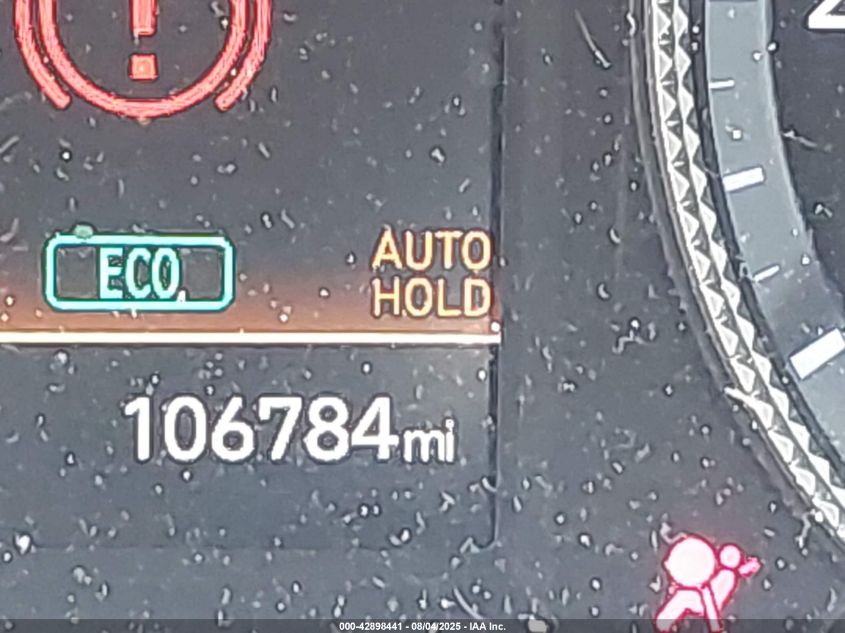 ECO
AUTO
HOLD
106784mi
000-42898441 - 08/04/2025 - IAA Inc.